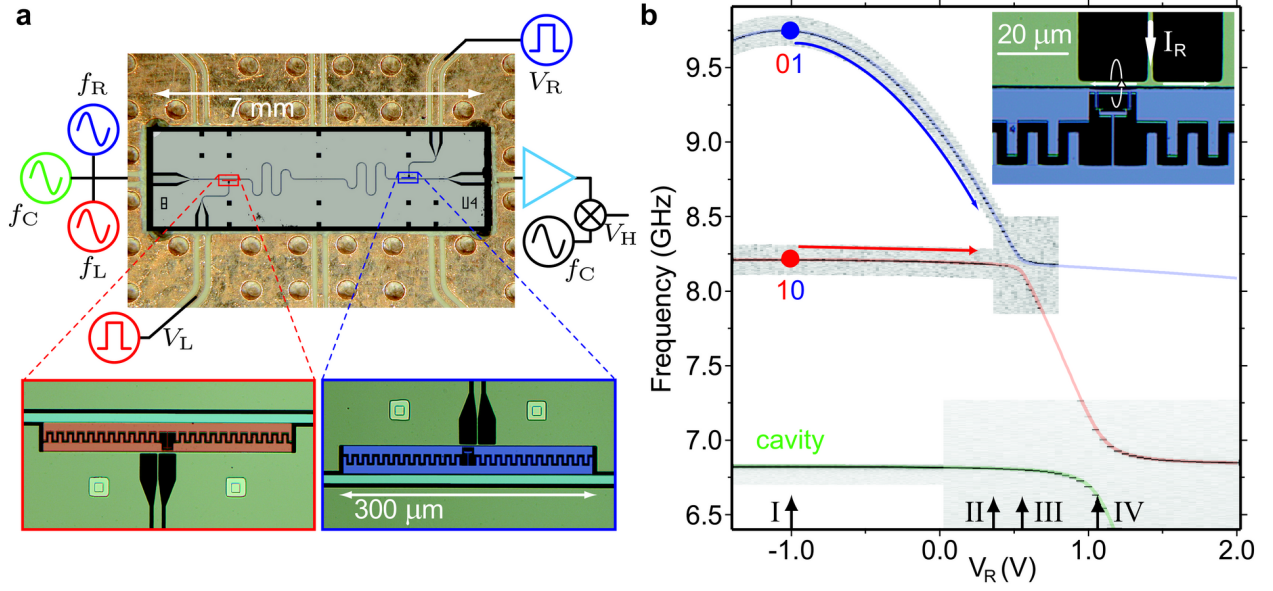 a
f_R
f_C
f_L
V_R
7 mm
8
U4
V_H
f_C
V_L
300 μm
b
Frequency (GHz)
9.5
9.0
8.5
8.0
7.5
7.0
6.5
01
10
20 μm
I_R
cavity
I
II
III
IV
-1.0
0.0
1.0
2.0
V_R (V)